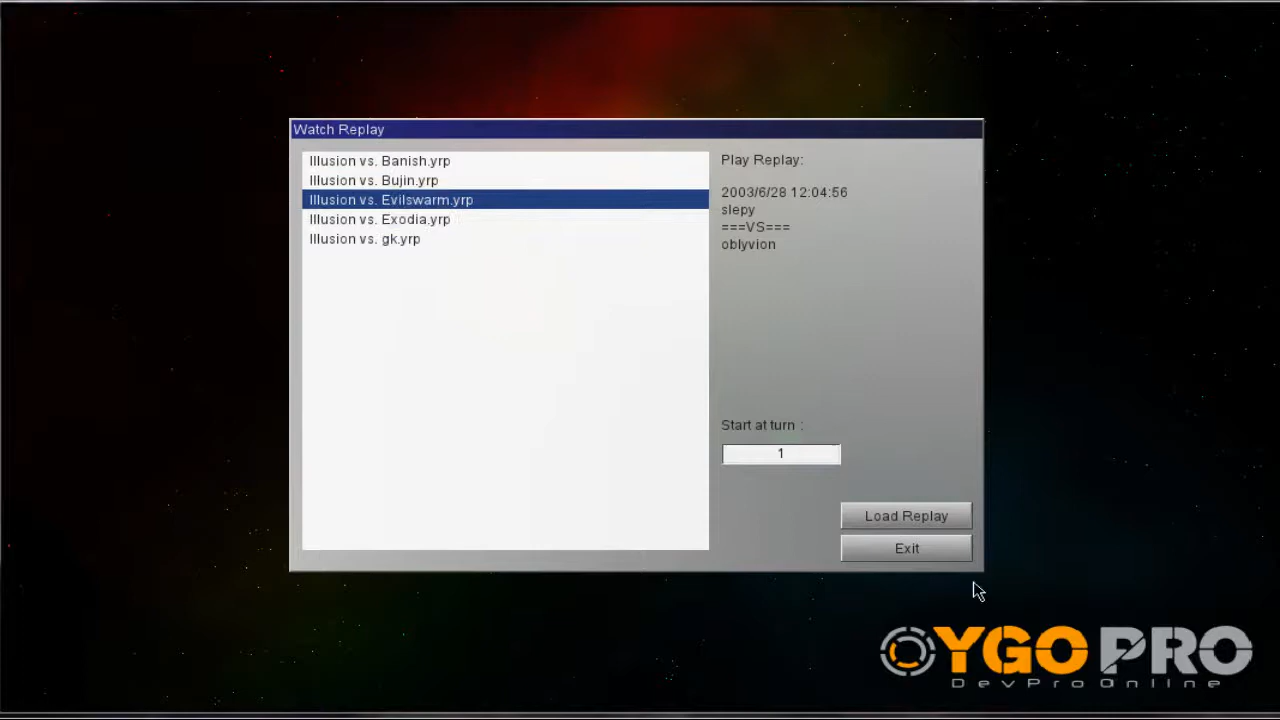 Watch Replay
Illusion vs. Banish.yrp
Illusion vs. Bujin.yrp
Illusion vs. Evilswarm.yrp
Illusion vs. Exodia.yrp
Illusion vs. gk.yrp
Play Replay:
2003/6/28 12:04:56
slepy
===VS===
oblyvion
Start at turn :
1
Load Replay
Exit
YGOPRO
DevProOnline